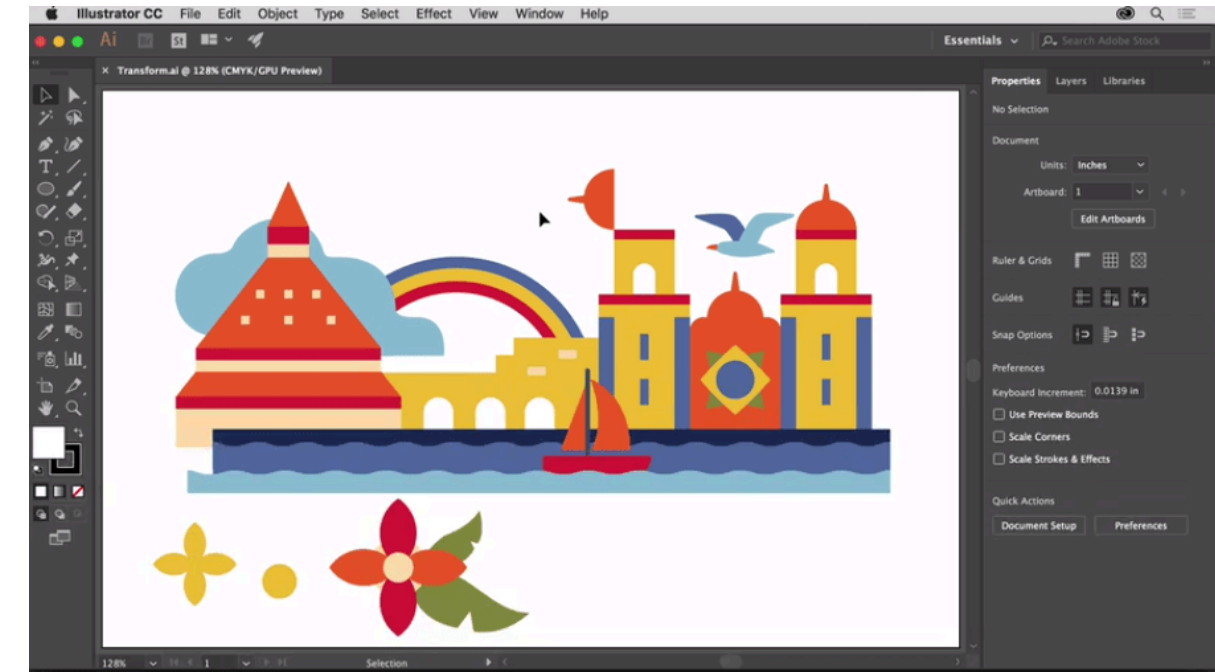 Illustrator CC File Edit Object Type Select Effect View Window Help
Ai Br St Essentials Search Adobe Stock
× Transform.ai @ 128% (CMYK/GPU Preview)
Properties Layers Libraries
No Selection
Document
Units: Inches
Artboard: 1
Edit Artboards
Ruler & Grids
Guides
Snap Options
Preferences
Keyboard Increment: 0.0139 in
Use Preview Bounds
Scale Corners
Scale Strokes & Effects
Quick Actions
Document Setup Preferences
128% 1 Selection